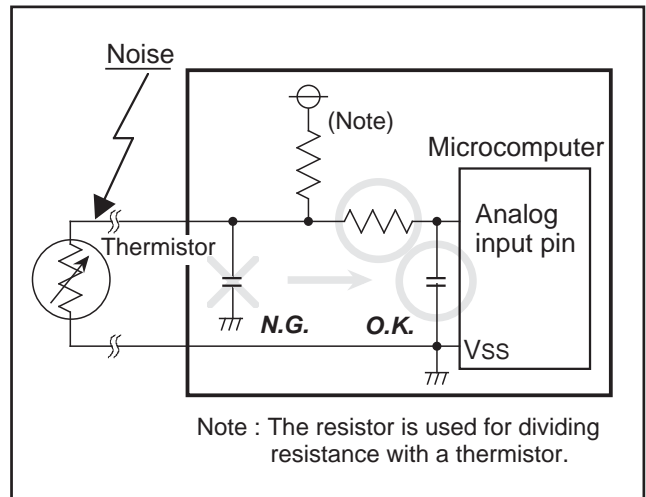 Noise
(Note)
Microcomputer
Analog
input pin
Thermistor
N.G.
O.K.
Vss
Note : The resistor is used for dividing
resistance with a thermistor.